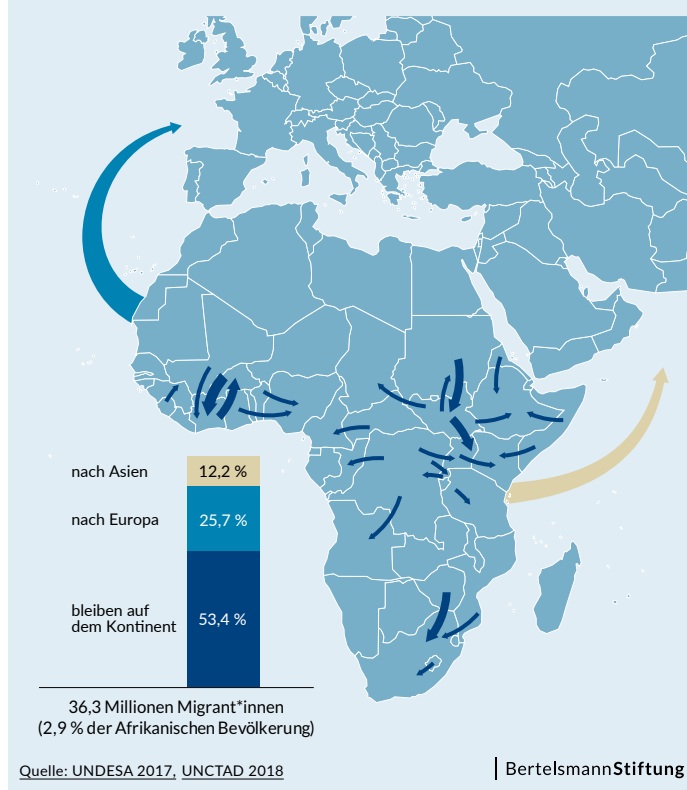 nach Asien
12,2 %
nach Europa
25,7 %
bleiben auf
dem Kontinent
53,4 %
36,3 Millionen Migrant*innen
(2,9 % der Afrikanischen Bevölkerung)
Quelle: UNDESA 2017, UNCTAD 2018
BertelsmannStiftung